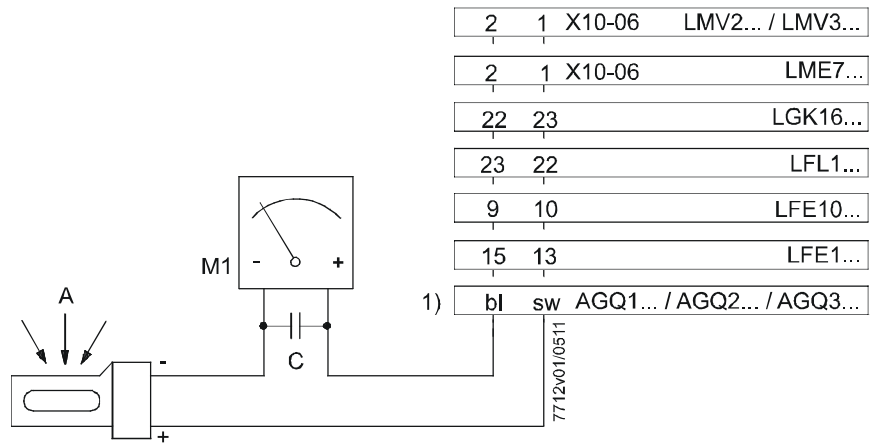 2 1 X10-06 LMV2... / LMV3...
2 1 X10-06 LME7...
22 23 LGK16...
23 22 LFL1...
9 10 LFE10...
15 13 LFE1...
1) bl sw AGQ1... / AGQ2... / AGQ3...
M1 - +
A
C
-
+
7712v01/0511